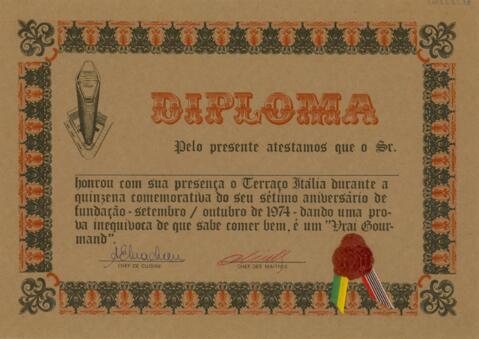 DIPLOMA
Pelo presente atestamos que o Sr.
honrou com sua presença o Terraço Itália durante a
quinzena comemorativa do seu sétimo aniversário de
fundação - setembro / outubro de 1974 - dando uma pro-
va inequívoca de que sabe comer bem, é um "Vrai Gour-
mand".
CHEF DE CUISINE
CHEF DES MAITRES